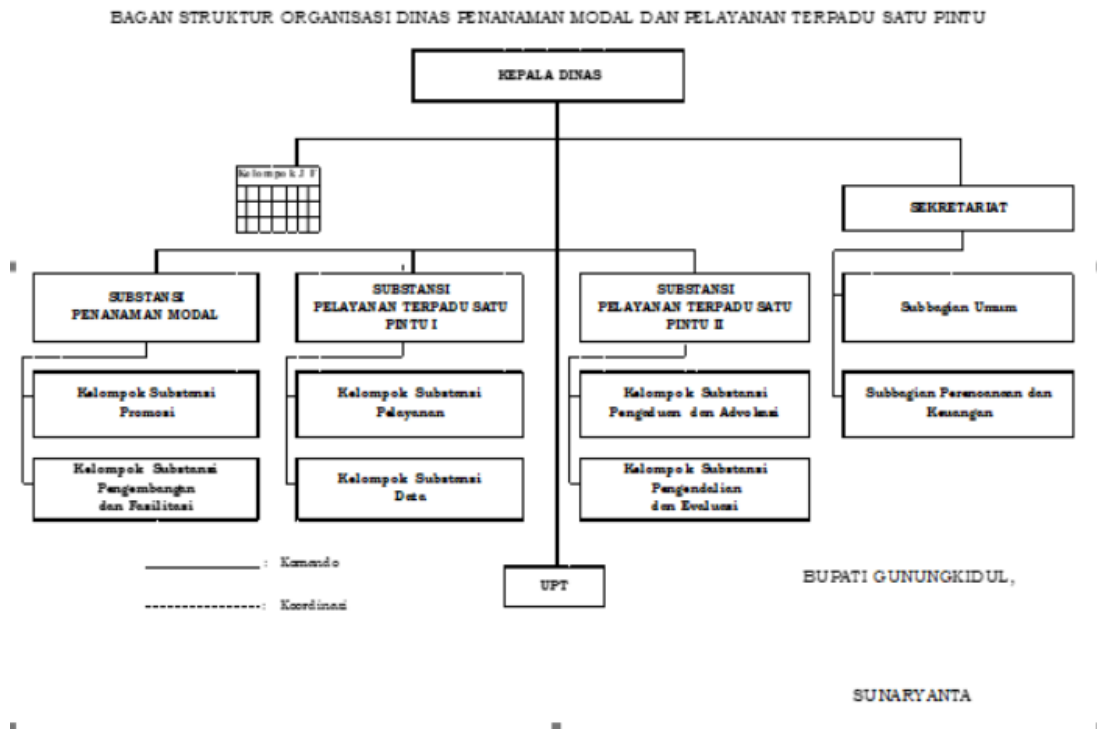 BAGAN STRUKTUR ORGANISASI DINAS PENANAMAN MODAL DAN PELAYANAN TERPADU SATU PINTU
KEPALA DINAS
Kelompok J F
SEKRETARIAT
SUBSTANSI
PENANAMAN MODAL
SUBSTANSI
PELAYANAN TERPADU SATU
PINTU I
SUBSTANSI
PELAYANAN TERPADU SATU
PINTU II
Subbagian Umum
Kelompok Substansi
Promosi
Kelompok Substansi
Pelayanan
Kelompok Substansi
Pengaduan dan Advokasi
Subbagian Perencanaan dan
Keuangan
Kelompok Substansi
Pengembangan
dan Fasilitasi
Kelompok Substansi
Data
Kelompok Substansi
Pengendalian
dan Evaluasi
: Komando
: Koordinasi
UPT
BUPATI GUNUNGKIDUL,
SUNARYANTA